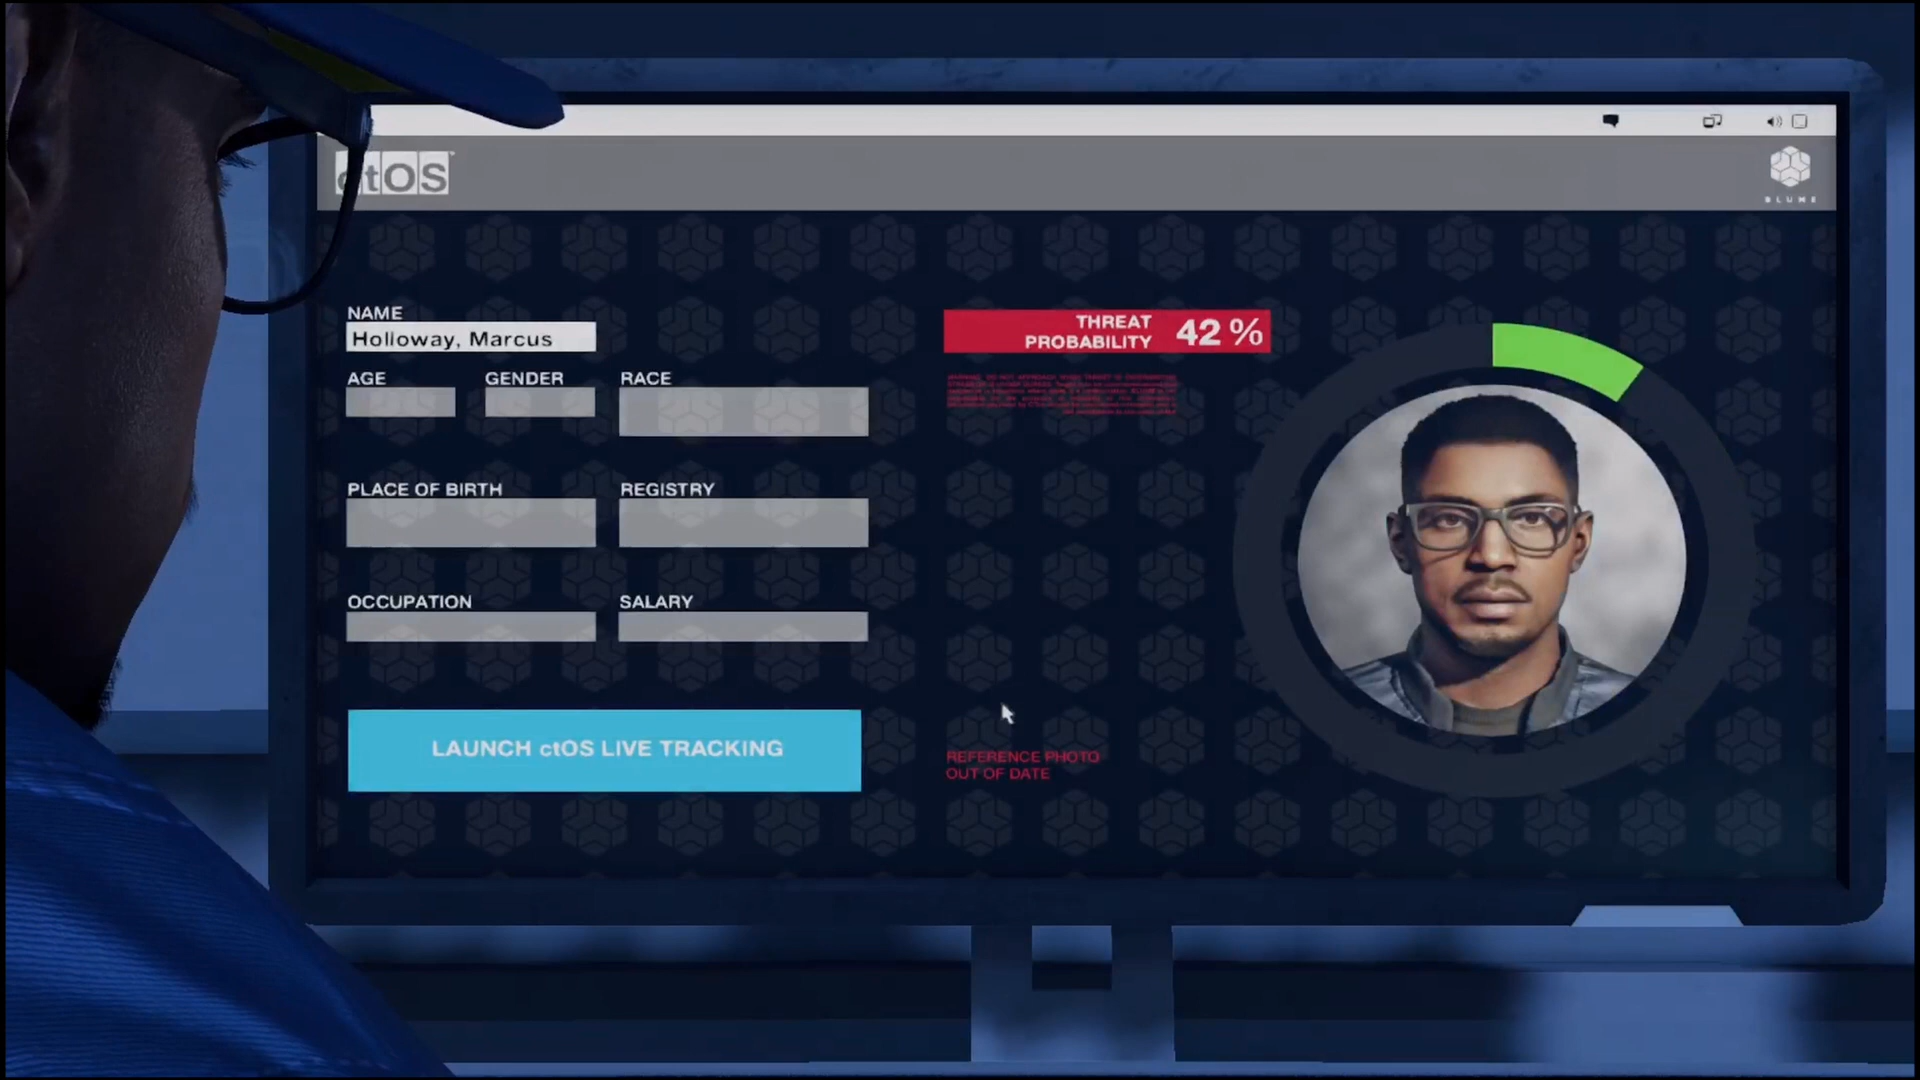 ctOS
BLUME
NAME
Holloway, Marcus
AGE GENDER RACE
PLACE OF BIRTH REGISTRY
OCCUPATION SALARY
LAUNCH ctOS LIVE TRACKING
THREAT
PROBABILITY 42 %
REFERENCE PHOTO
OUT OF DATE